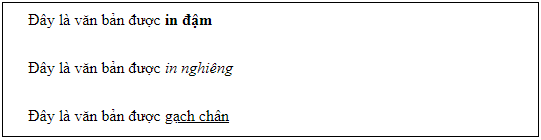 Đây là văn bản được in đậm
Đây là văn bản được in nghiêng
Đây là văn bản được gạch chân